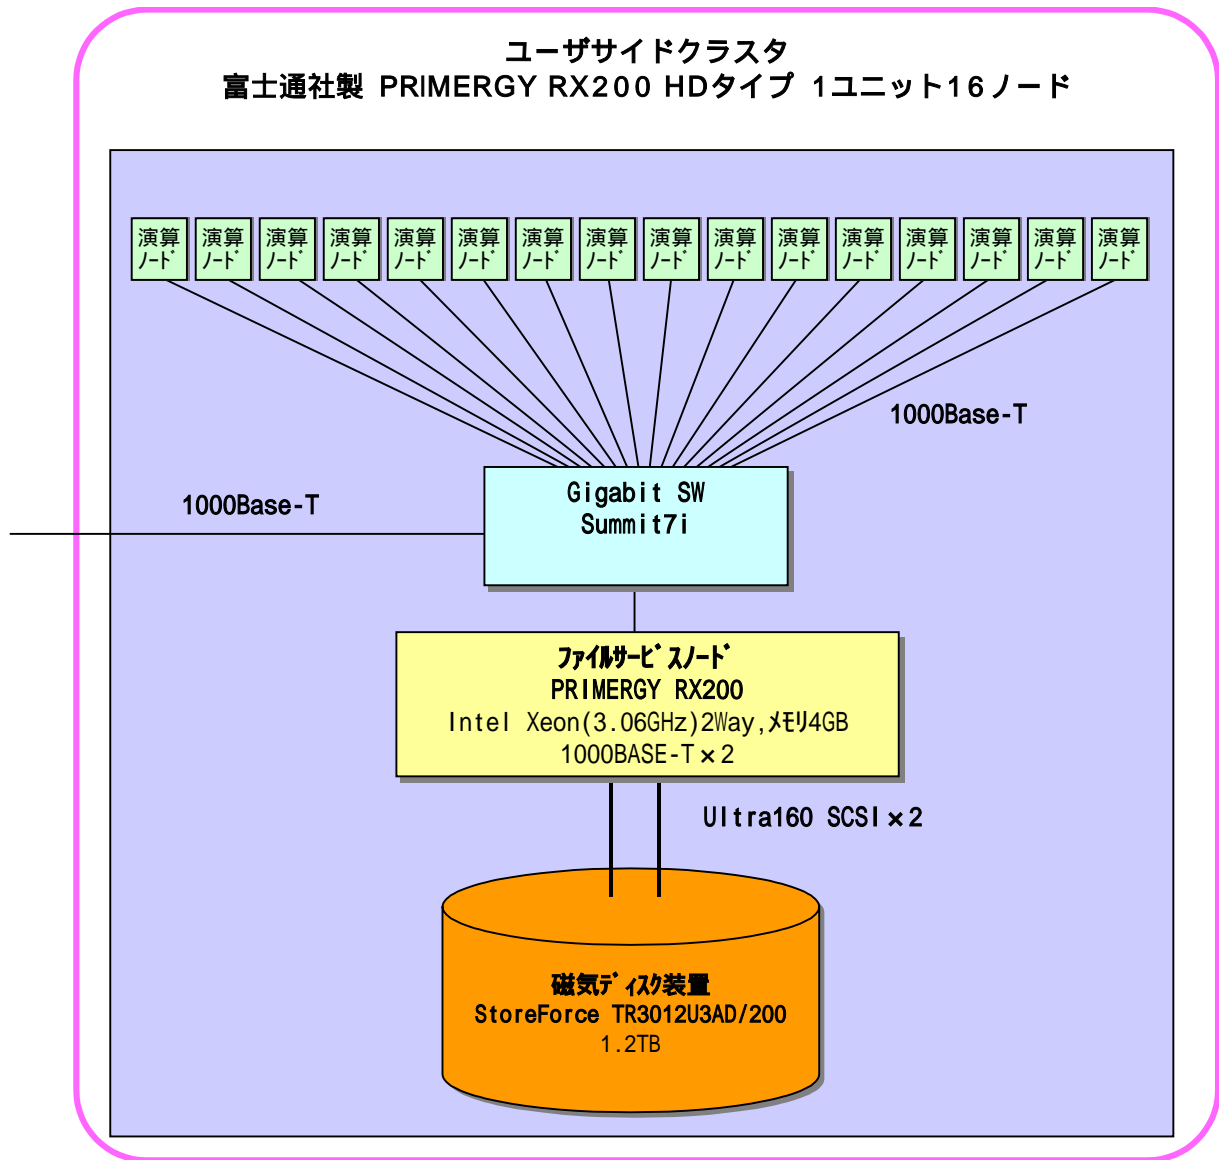 ユーザサイドクラスタ
富士通社製 PRIMERGY RX200 HDタイプ 1ユニット16ノード
演算 演算 演算 演算 演算 演算 演算 演算 演算 演算 演算 演算 演算 演算 演算 演算
ﾉｰﾄﾞ ﾉｰﾄﾞ ﾉｰﾄﾞ ﾉｰﾄﾞ ﾉｰﾄﾞ ﾉｰﾄﾞ ﾉｰﾄﾞ ﾉｰﾄﾞ ﾉｰﾄﾞ ﾉｰﾄﾞ ﾉｰﾄﾞ ﾉｰﾄﾞ ﾉｰﾄﾞ ﾉｰﾄﾞ ﾉｰﾄﾞ ﾉｰﾄﾞ
1000Base-T
1000Base-T
Gigabit SW
Summit7i
ﾌｧｲﾙｻｰﾋﾞｽﾉｰﾄﾞ
PRIMERGY RX200
Intel Xeon(3.06GHz)2Way,ﾒﾓﾘ4GB
1000BASE-T×2
Ultra160 SCSI×2
磁気ﾃﾞｨｽｸ装置
StoreForce TR3012U3AD/200
1.2TB